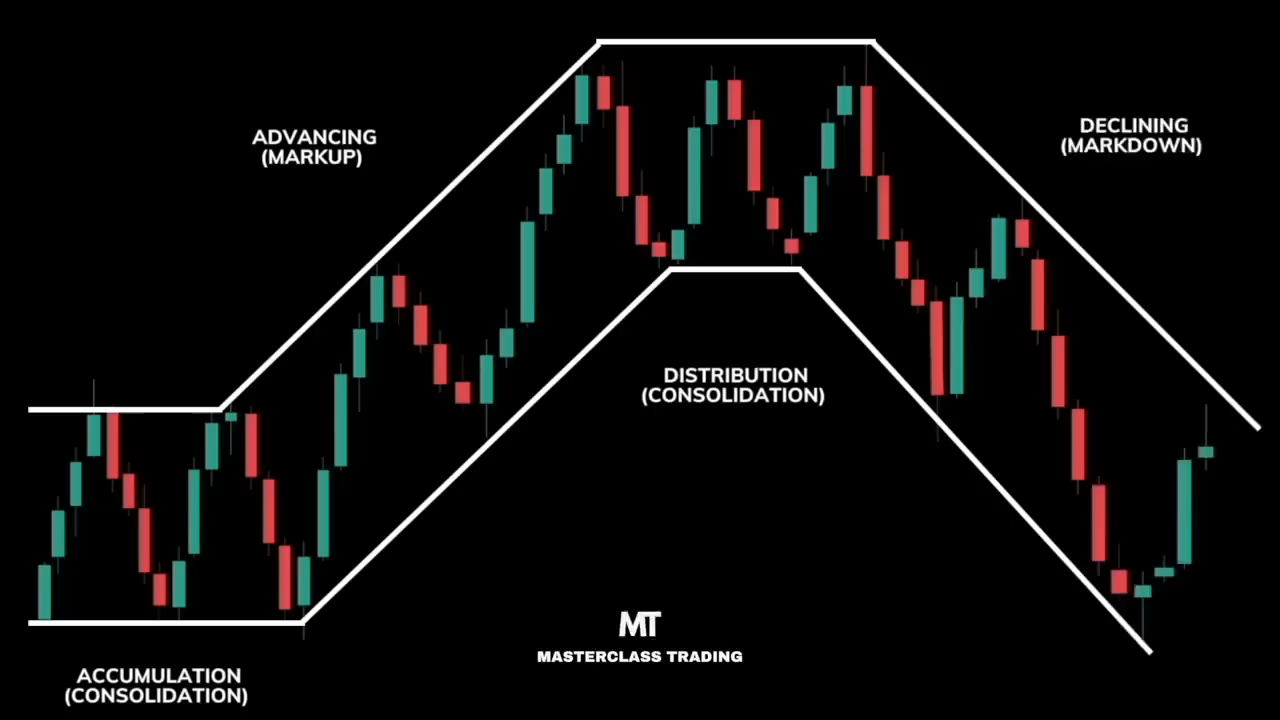 ADVANCING
(MARKUP)
DECLINING
(MARKDOWN)
DISTRIBUTION
(CONSOLIDATION)
MT
MASTERCLASS TRADING
ACCUMULATION
(CONSOLIDATION)